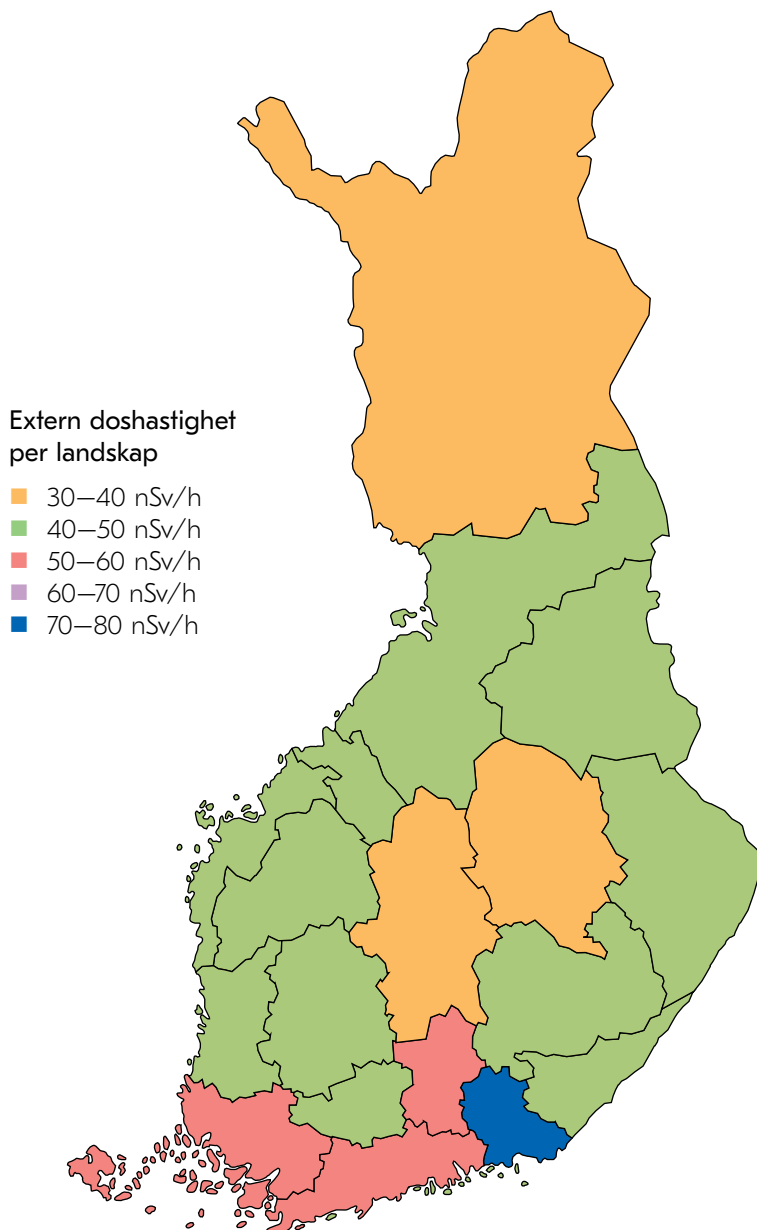 Extern doshastighet
per landskap
30–40 nSv/h
40–50 nSv/h
50–60 nSv/h
60–70 nSv/h
70–80 nSv/h